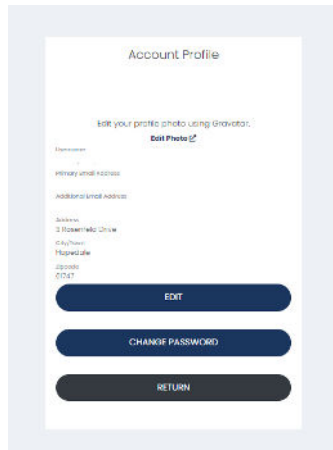 Account Profile
Edit your profile photo using Gravatar.
Edit Photo
Username
Primary Email Address
Additional Email Address
Address
3 Rosenfeld Drive
City/Town
Hopedale
Zipcode
01747
EDIT
CHANGE PASSWORD
RETURN